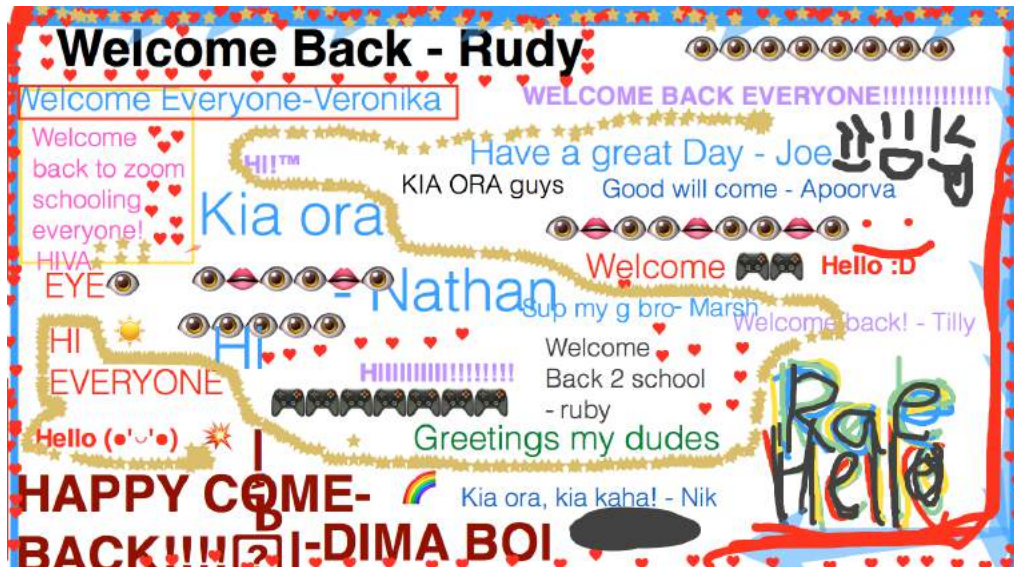 Welcome Back - Rudy
Welcome Everyone-Veronika
WELCOME BACK EVERYONE!!!!!!!!!!!!!!
Welcome
back to zoom
schooling
everyone!
HIVA
HI!™
Have a great Day - Joe
KIA ORA guys
Good will come - Apoorva
Kia ora
- Nathan
Welcome
Hello :D
EYE
Sup my g bro- Marsh
Welcome back! - Tilly
HI
EVERYONE
Hi
HIIIIIIIIII!!!!!!!!
Welcome
Back 2 school
- ruby
Hello (●'◡'●)
Greetings my dudes
Rae
Hello
HAPPY COME-
BACK!!!!
-DIMA BOI
Kia ora, kia kaha! - Nik